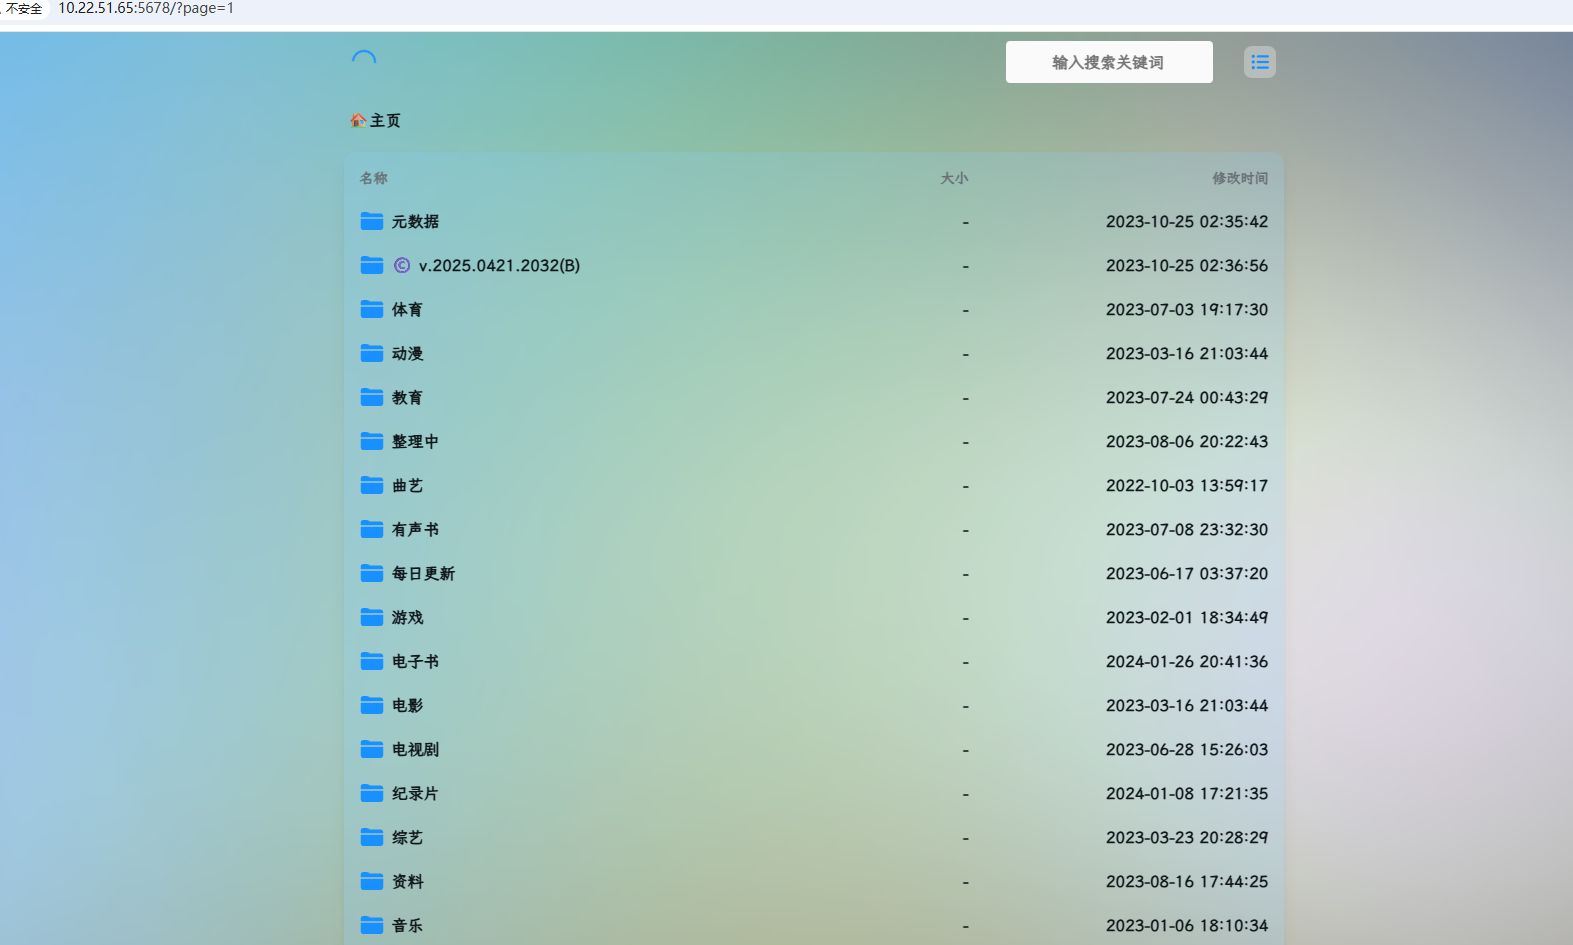 不安全 10.22.51.65:5678/?page=1
输入搜索关键词
🏠主页
名称 大小 修改时间
元数据 - 2023-10-25 02:35:42
© v.2025.0421.2032(B) - 2023-10-25 02:36:56
体育 - 2023-07-03 19:17:30
动漫 - 2023-03-16 21:03:44
教育 - 2023-07-24 00:43:29
整理中 - 2023-08-06 20:22:43
曲艺 - 2022-10-03 13:59:17
有声书 - 2023-07-08 23:32:30
每日更新 - 2023-06-17 03:37:20
游戏 - 2023-02-01 18:34:49
电子书 - 2024-01-26 20:41:36
电影 - 2023-03-16 21:03:44
电视剧 - 2023-06-28 15:26:03
纪录片 - 2024-01-08 17:21:35
综艺 - 2023-03-23 20:28:29
资料 - 2023-08-16 17:44:25
音乐 - 2023-01-06 18:10:34